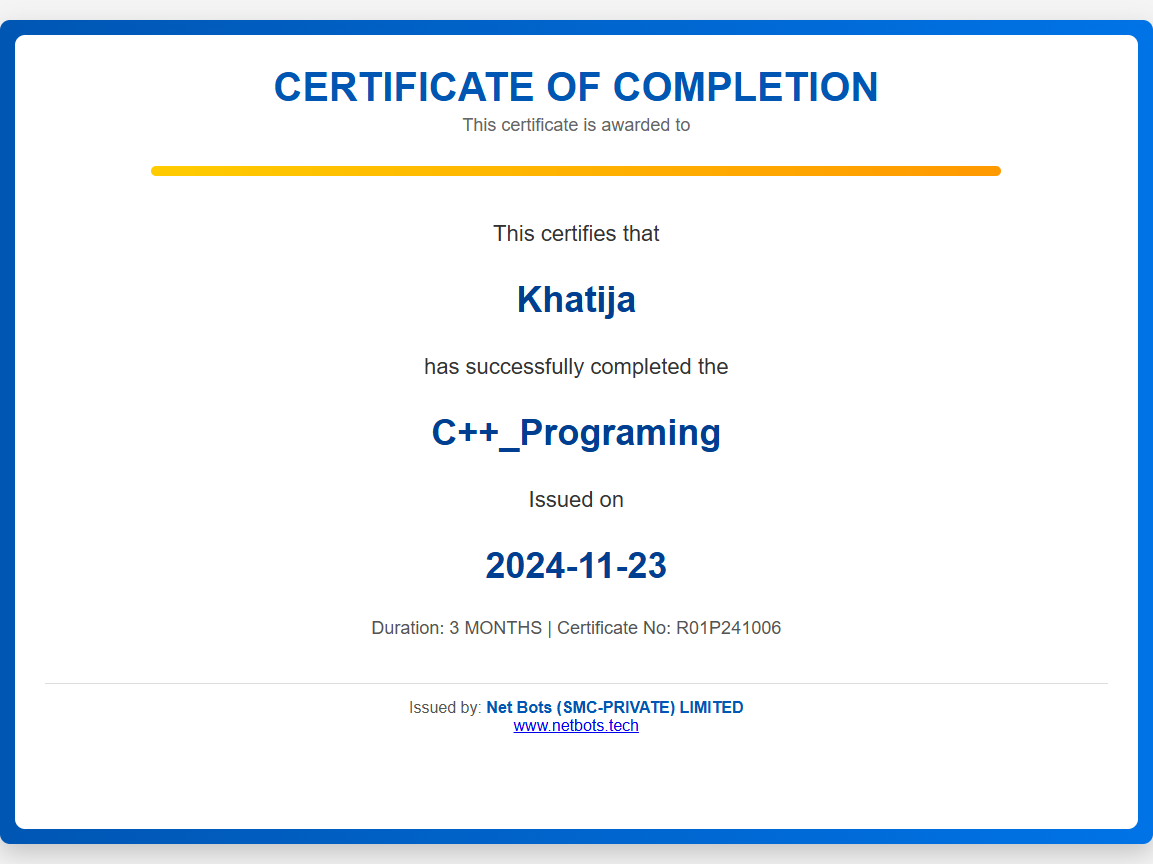 CERTIFICATE OF COMPLETION
This certificate is awarded to
This certifies that
Khatija
has successfully completed the
C++_Programing
Issued on
2024-11-23
Duration: 3 MONTHS | Certificate No: R01P241006
Issued by: Net Bots (SMC-PRIVATE) LIMITED
www.netbots.tech